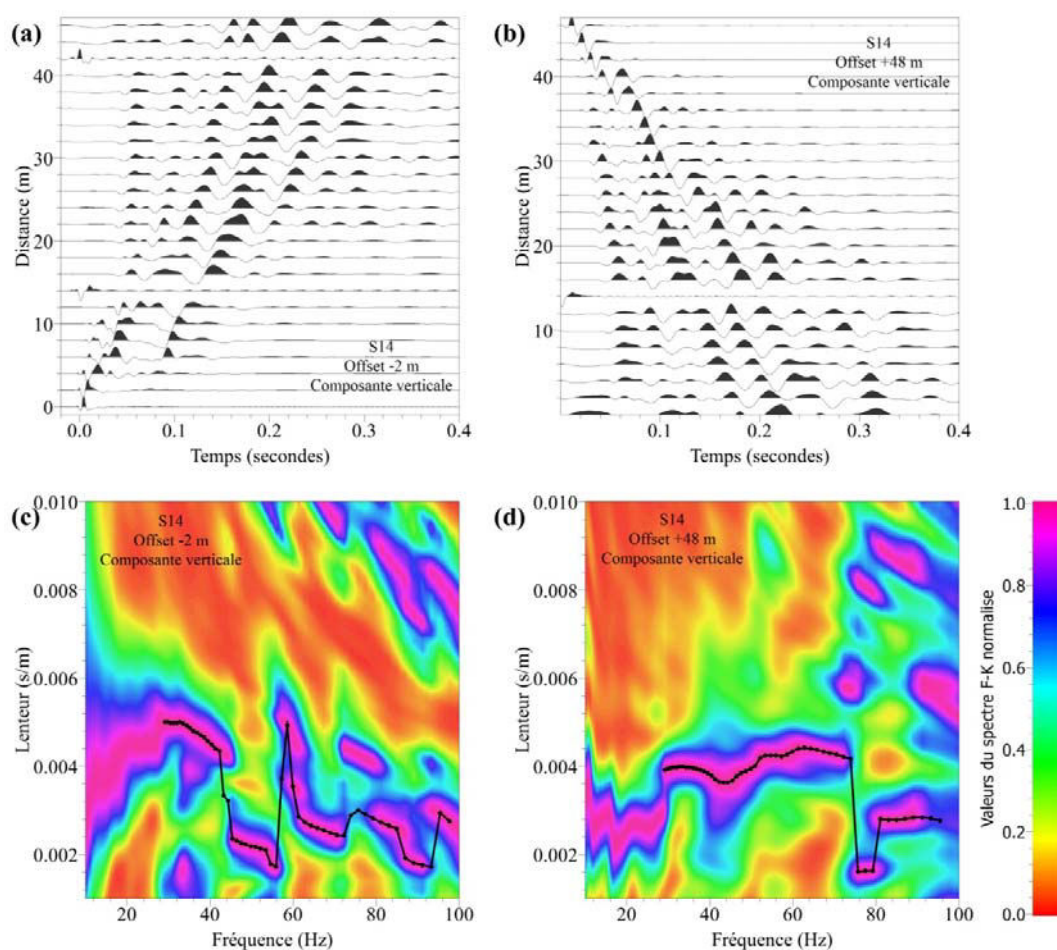 (a)
S14
Offset -2 m
Composante verticale
Distance (m)
40
30
20
10
0
0.0 0.1 0.2 0.3 0.4
Temps (secondes)
(b)
S14
Offset +48 m
Composante verticale
Distance (m)
40
30
20
10
0.1 0.2 0.3 0.4
Temps (secondes)
(c)
S14
Offset -2 m
Composante verticale
Lenteur (s/m)
0.010
0.008
0.006
0.004
0.002
20 40 60 80 100
Fréquence (Hz)
(d)
S14
Offset +48 m
Composante verticale
Lenteur (s/m)
0.010
0.008
0.006
0.004
0.002
20 40 60 80 100
Fréquence (Hz)
1.0
0.8
0.6
0.4
0.2
0.0
Valeurs du spectre F-K normalise